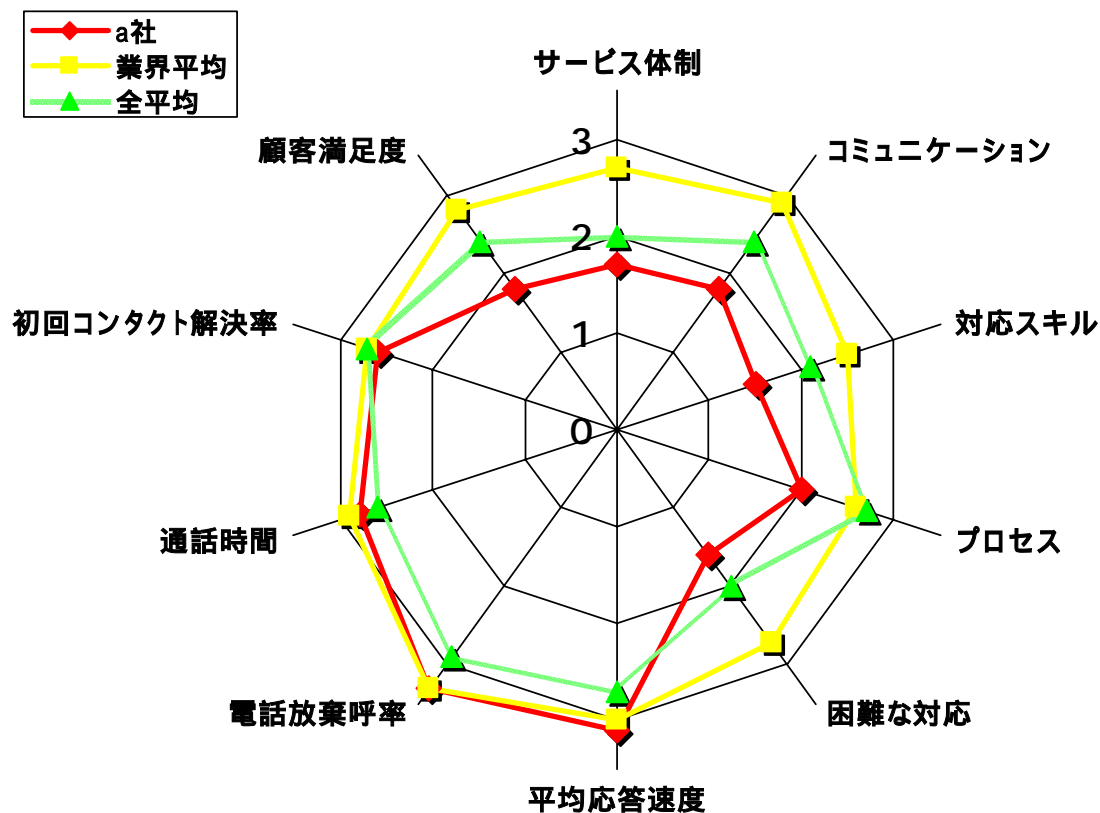 a社
業界平均
全平均
サービス体制
顧客満足度
コミュニケーション
3
2
初回コンタクト解決率
対応スキル
1
0
通話時間
プロセス
電話放棄呼率
困難な対応
平均応答速度